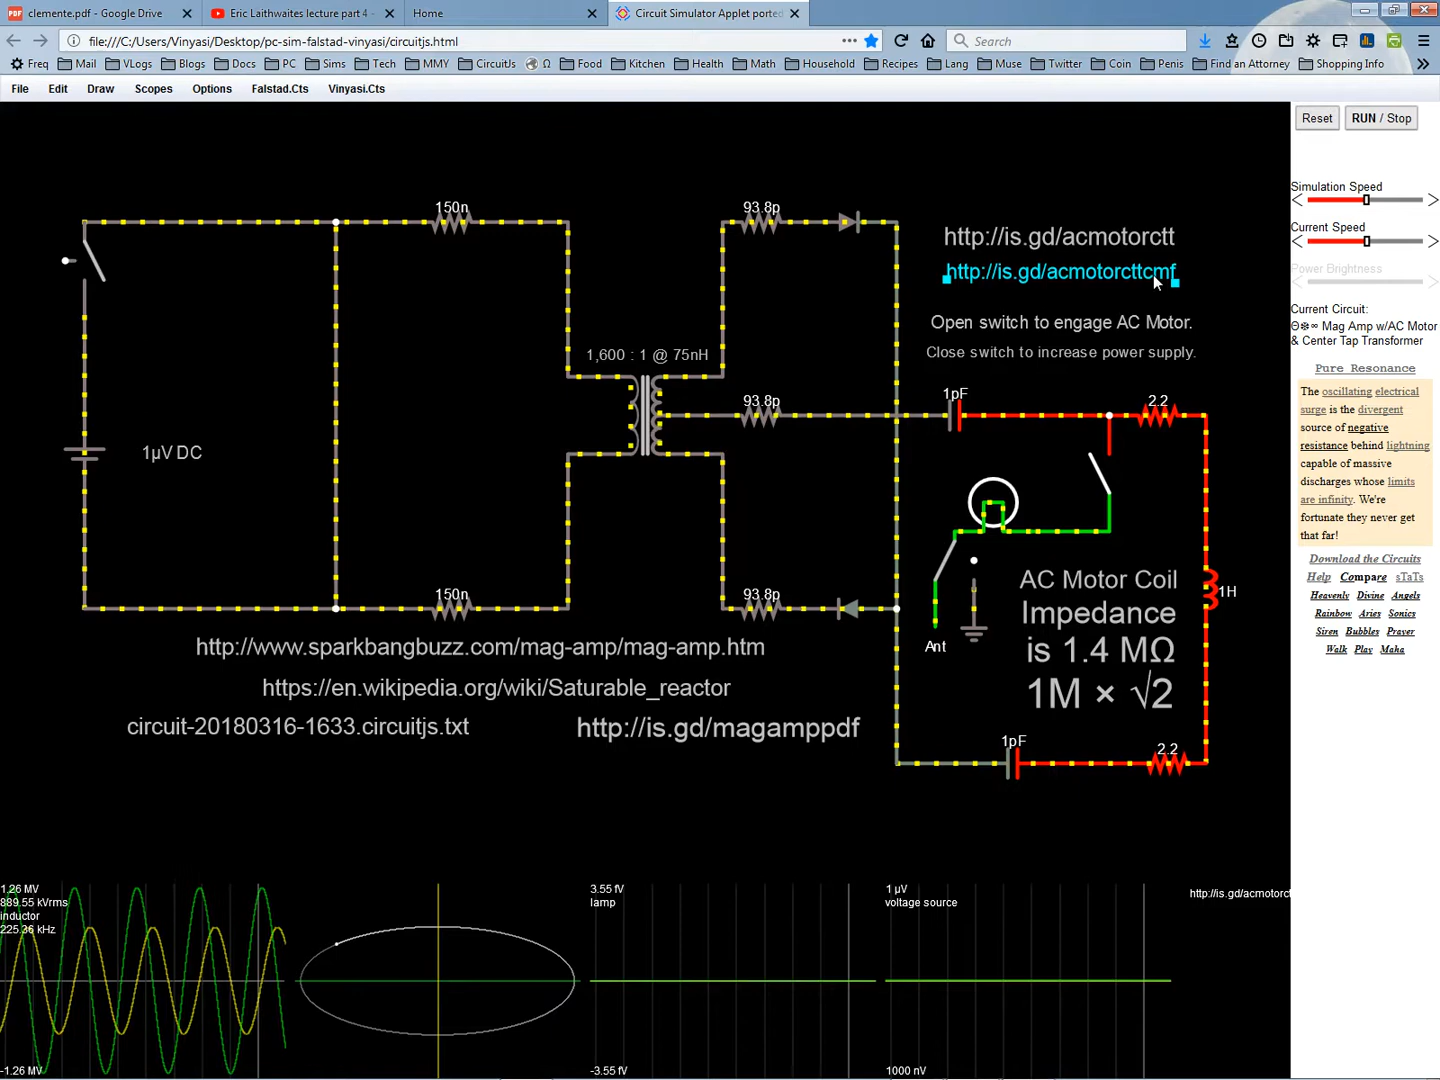 clemente.pdf - Google Drive
Eric Laithwaites lecture part 4 -
Home
Circuit Simulator Applet ported
file:///C:/Users/Vinyasi/Desktop/pc-sim-falstad-vinyasi/circuitjs.html
Search
Freq Mail VLogs Blogs Docs PC Sims Tech MMY CircuitJs Ω Food Kitchen Health Math Household Recipes Lang Muse Twitter Coin Penis Find an Attorney Shopping Info
File Edit Draw Scopes Options Falstad.Cts Vinyasi.Cts
Reset RUN / Stop
Simulation Speed
Current Speed
Power Brightness
Current Circuit:
Θ❄∞ Mag Amp w/AC Motor
& Center Tap Transformer
Pure Resonance
The oscillating electrical
surge is the divergent
source of negative
resistance behind lightning
capable of massive
discharges whose limits
are infinity. We're
fortunate they never get
that far!
Download the Circuits
Help Compare sTaTs
Heavenly Divine Angels
Rainbow Aries Sonics
Siren Bubbles Prayer
Walk Play Maha
150n
93.8p
http://is.gd/acmotorctt
http://is.gd/acmotorcttcmf
Open switch to engage AC Motor.
Close switch to increase power supply.
1,600 : 1 @ 75nH
1pF
2.2
93.8p
1µV DC
AC Motor Coil
Impedance
is 1.4 MΩ
1M × √2
1H
150n
93.8p
Ant
http://www.sparkbangbuzz.com/mag-amp/mag-amp.htm
https://en.wikipedia.org/wiki/Saturable_reactor
circuit-20180316-1633.circuitjs.txt
http://is.gd/magamppdf
1pF
2.2
1.26 MV
889.55 kVrms
inductor
225.36 kHz
-1.26 MV
3.55 fV
lamp
-3.55 fV
1 µV
voltage source
1000 nV
http://is.gd/acmotorct